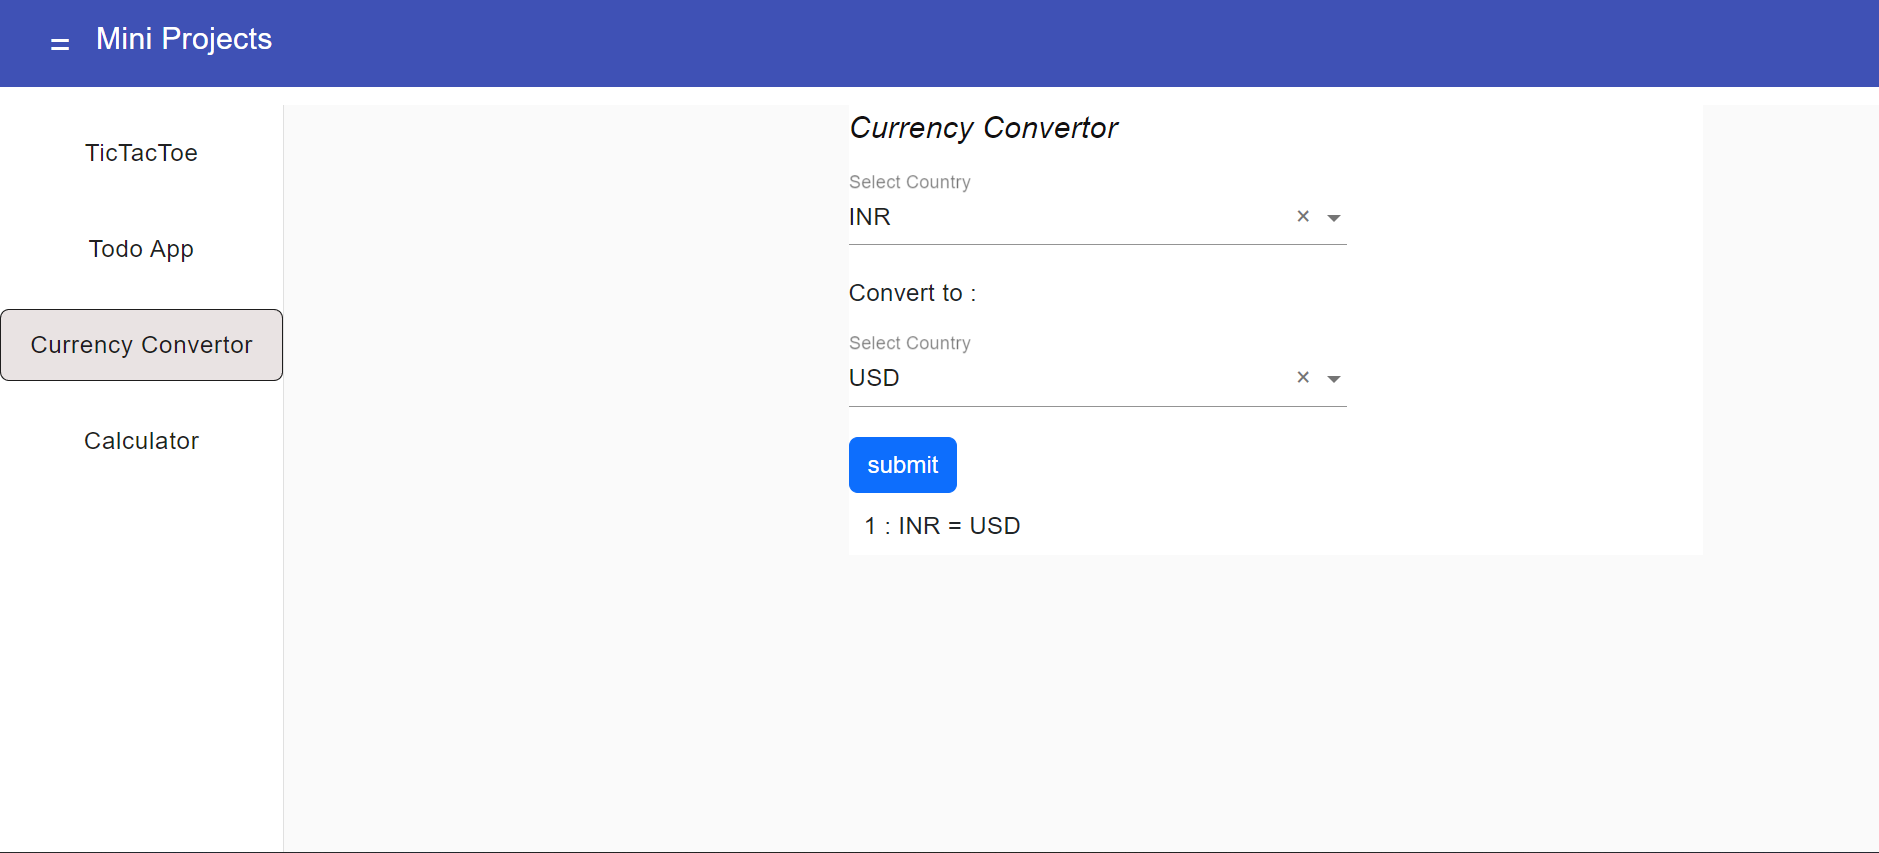 Mini Projects
TicTacToe
Todo App
Currency Convertor
Calculator
Currency Convertor
Select Country
INR
Convert to :
Select Country
USD
submit
1 : INR = USD